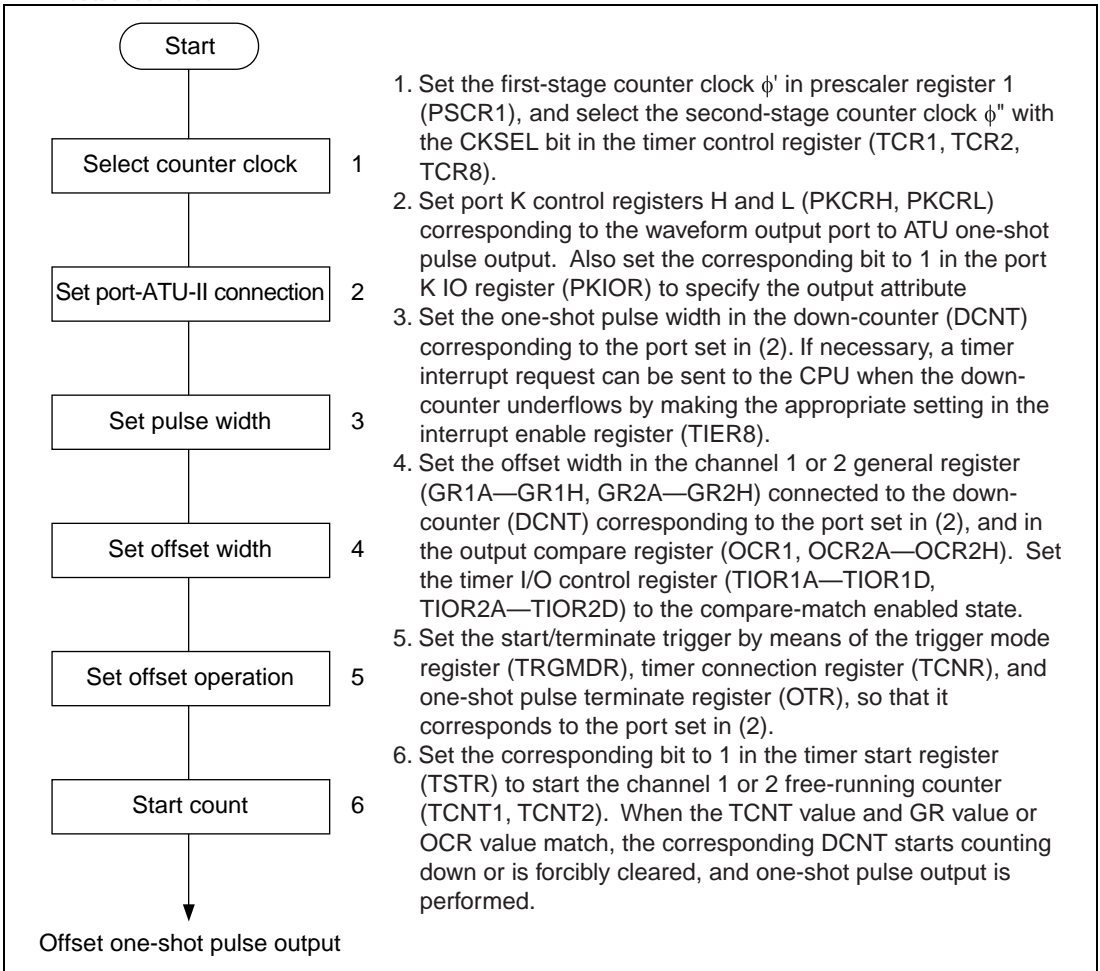 Start
Select counter clock 1
Set port-ATU-II connection 2
Set pulse width 3
Set offset width 4
Set offset operation 5
Start count 6
Offset one-shot pulse output
1. Set the first-stage counter clock ϕ' in prescaler register 1
(PSCR1), and select the second-stage counter clock ϕ" with
the CKSEL bit in the timer control register (TCR1, TCR2,
TCR8).
2. Set port K control registers H and L (PKCRH, PKCRL)
corresponding to the waveform output port to ATU one-shot
pulse output. Also set the corresponding bit to 1 in the port
K IO register (PKIOR) to specify the output attribute
3. Set the one-shot pulse width in the down-counter (DCNT)
corresponding to the port set in (2). If necessary, a timer
interrupt request can be sent to the CPU when the down-
counter underflows by making the appropriate setting in the
interrupt enable register (TIER8).
4. Set the offset width in the channel 1 or 2 general register
(GR1A—GR1H, GR2A—GR2H) connected to the down-
counter (DCNT) corresponding to the port set in (2), and in
the output compare register (OCR1, OCR2A—OCR2H). Set
the timer I/O control register (TIOR1A—TIOR1D,
TIOR2A—TIOR2D) to the compare-match enabled state.
5. Set the start/terminate trigger by means of the trigger mode
register (TRGMDR), timer connection register (TCNR), and
one-shot pulse terminate register (OTR), so that it
corresponds to the port set in (2).
6. Set the corresponding bit to 1 in the timer start register
(TSTR) to start the channel 1 or 2 free-running counter
(TCNT1, TCNT2). When the TCNT value and GR value or
OCR value match, the corresponding DCNT starts counting
down or is forcibly cleared, and one-shot pulse output is
performed.